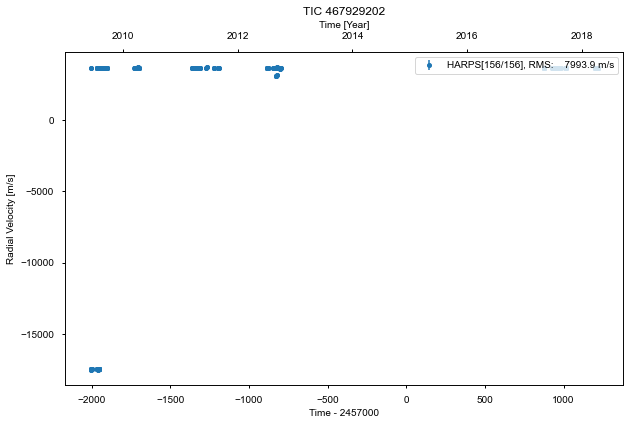 TIC 467929202
Time [Year]
2010 2012 2014 2016 2018
HARPS[156/156], RMS: 7993.9 m/s
Radial Velocity [m/s]
0
−5000
−10000
−15000
−2000 −1500 −1000 −500 0 500 1000
Time - 2457000